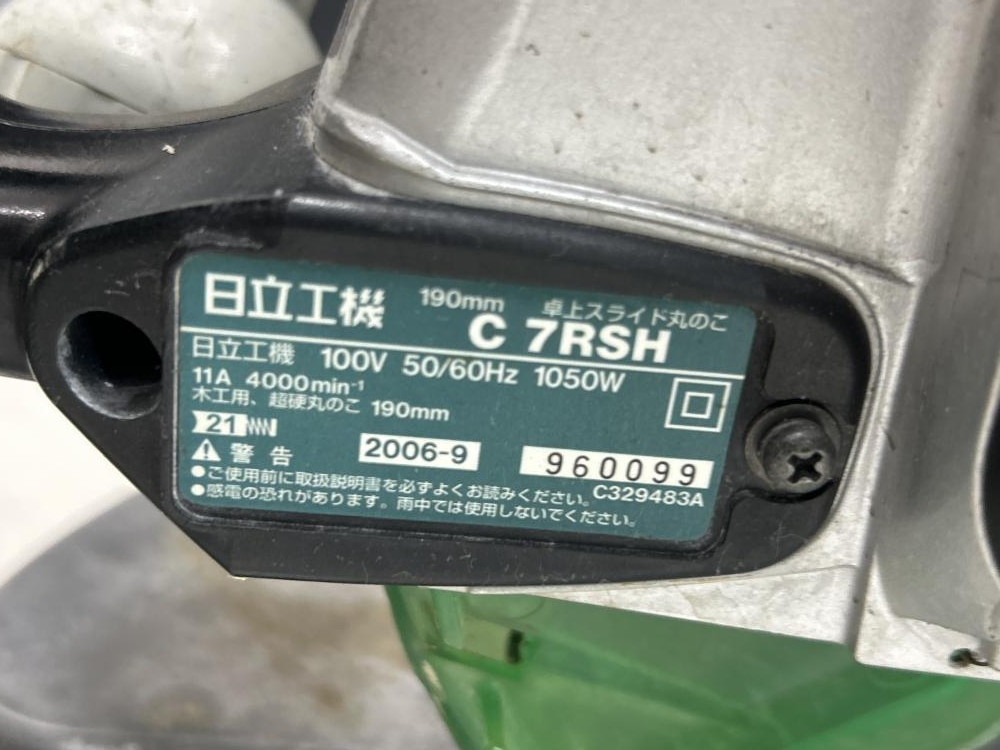 日立工機 190mm 卓上スライド丸のこ
C 7RSH
日立工機 100V 50/60Hz 1050W
11A 4000min-1
木工用、超硬丸のこ 190mm
21
2006-9 960099
警告 C329483A
●ご使用前に取扱説明書を必ずよくお読みください。
●感電の恐れがあります。雨中では使用しないでください。